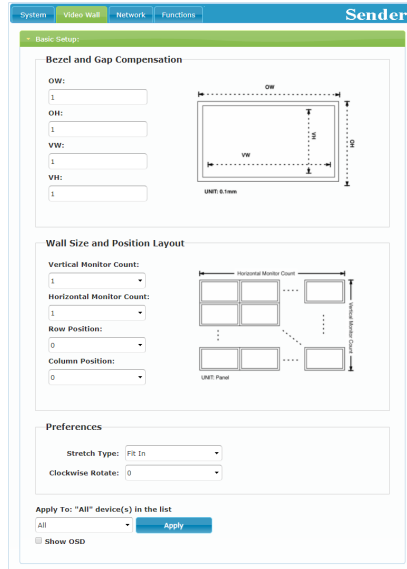 System Video Wall Network Functions Sender
Basic Setup:
Bezel and Gap Compensation
OW:
1
OH:
1
VW:
1
VH:
1
OW
VH
OH
VW
UNIT: 0.1mm
Wall Size and Position Layout
Vertical Monitor Count:
1
Horizontal Monitor Count:
1
Row Position:
0
Column Position:
0
Horizontal Monitor Count
Vertical Monitor Count
UNIT: Panel
Preferences
Stretch Type: Fit In
Clockwise Rotate: 0
Apply To: "All" device(s) in the list
All Apply
Show OSD